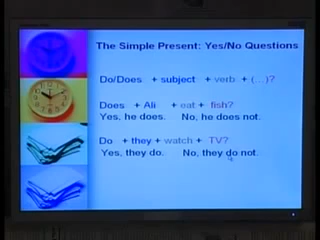 The Simple Present: Yes/No Questions
Do/Does + subject + verb + (...)?
Does + Ali + eat + fish?
Yes, he does. No, he does not.
Do + they + watch + TV?
Yes, they do. No, they do not.